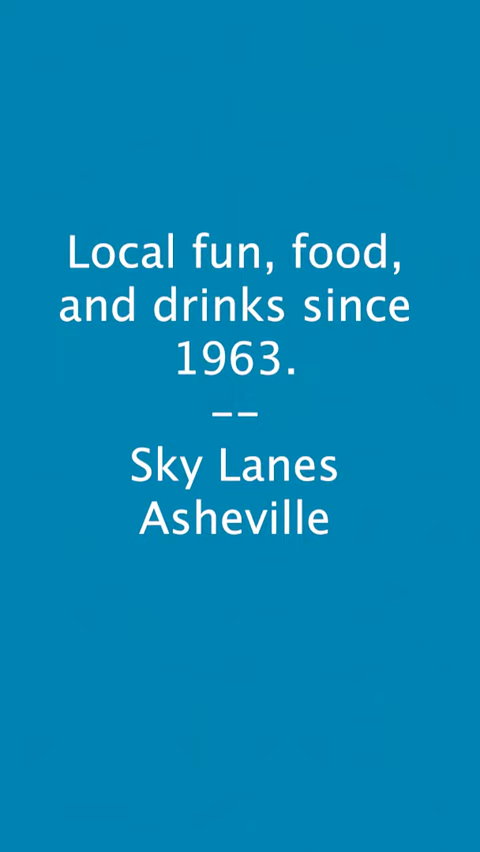 Local fun, food,
and drinks since
1963.
--
Sky Lanes
Asheville